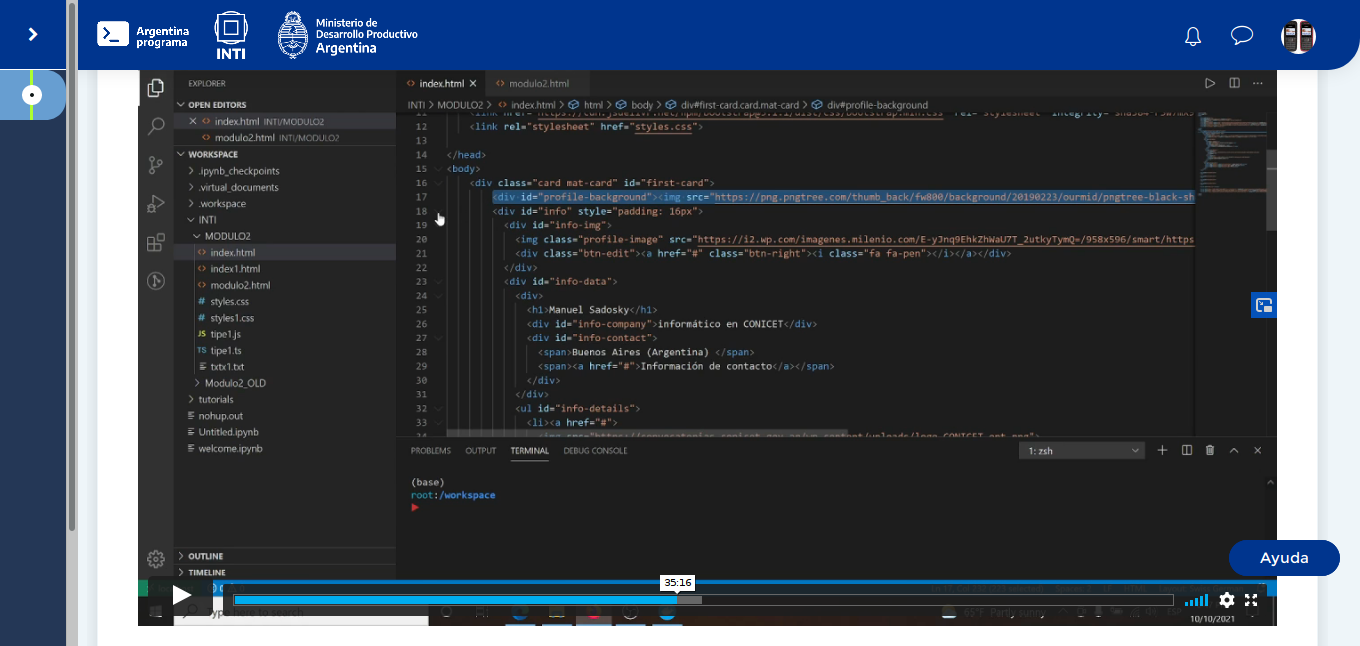 Argentina
programa
INTI
Ministerio de
Desarrollo Productivo
Argentina
EXPLORER
OPEN EDITORS
index.html INTI/MODULO2
modulo2.html INTI/MODULO2
WORKSPACE
.ipynb_checkpoints
.virtual_documents
.workspace
INTI
MODULO2
index.html
index1.html
modulo2.html
# styles.css
# styles1.css
JS tipe1.js
TS tipe1.ts
txtx1.txt
Modulo2_OLD
tutorials
nohup.out
Untitled.ipynb
welcome.ipynb
OUTLINE
TIMELINE
index.html
modulo2.html
INTI > MODULO2 > index.html > html > body > div#first-card.card.mat-card > div#profile-background
12 <link rel="stylesheet" href="styles.css">
13
14 </head>
15 <body>
16 <div class="card mat-card" id="first-card">
17 <div id="profile-background"><img src="https://png.pngtree.com/thumb_back/fw800/background/20190223/ourmid/pngtree-black-sh
18 <div id="info" style="padding: 16px">
19 <div id="info-img">
20 <img class="profile-image" src="https://i2.wp.com/imagenes.milenio.com/E-yJnq9EhkZhWaU7T_2utkyTymQ=/958x596/smart/https
21 <div class="btn-edit"><a href="#" class="btn-right"><i class="fa fa-pen"></i></a></div>
22 </div>
23 <div id="info-data">
24 <div>
25 <h1>Manuel Sadosky</h1>
26 <div id="info-company">informático en CONICET</div>
27 <div id="info-contact">
28 <span>Buenos Aires (Argentina) </span>
29 <span><a href="#">Información de contacto</a></span>
30 </div>
31 </div>
32 <ul id="info-details">
33 <li><a href="#">
PROBLEMS OUTPUT TERMINAL DEBUG CONSOLE
1: zsh
(base)
root:/workspace
Ayuda
35:16
Type here to search
65°F Partly sunny
10/10/2021